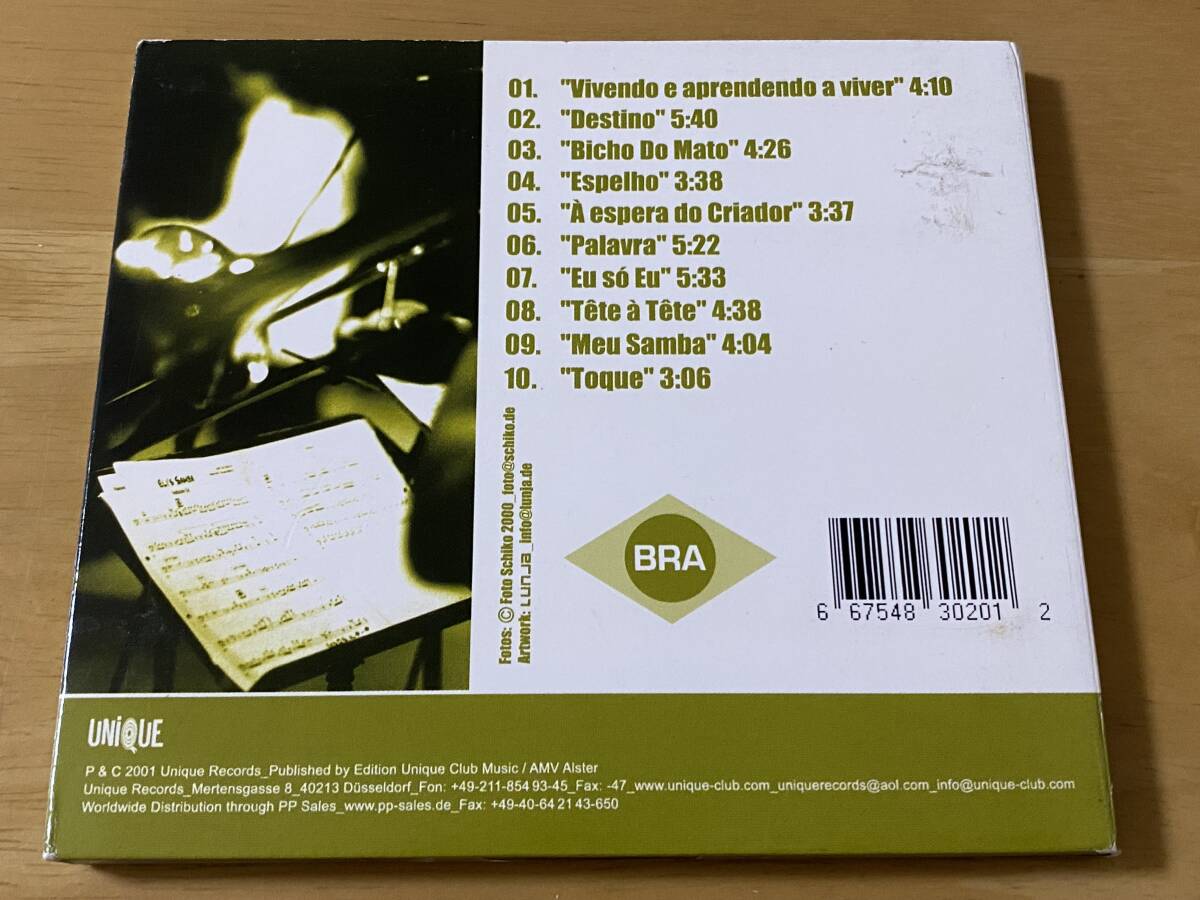 01. "Vivendo e aprendendo a viver" 4:10
02. "Destino" 5:40
03. "Bicho Do Mato" 4:26
04. "Espelho" 3:38
05. "À espera do Criador" 3:37
06. "Palavra" 5:22
07. "Eu só Eu" 5:33
08. "Tête à Tête" 4:38
09. "Meu Samba" 4:04
10. "Toque" 3:06
Fotos: © Foto Schiko 2000_foto@schiko.de
Artwork: LUNJA_info@lunja.de
BRA
6 67548 30201 2
UNiQUE
P & C 2001 Unique Records_Published by Edition Unique Club Music / AMV Alster
Unique Records_Mertensgasse 8_40213 Düsseldorf_Fon: +49-211-854 93-45_Fax: -47_www.unique-club.com_uniquerecords@aol.com_info@unique-club.com
Worldwide Distribution through PP Sales_www.pp-sales.de_Fax: +49-40-64 21 43-650